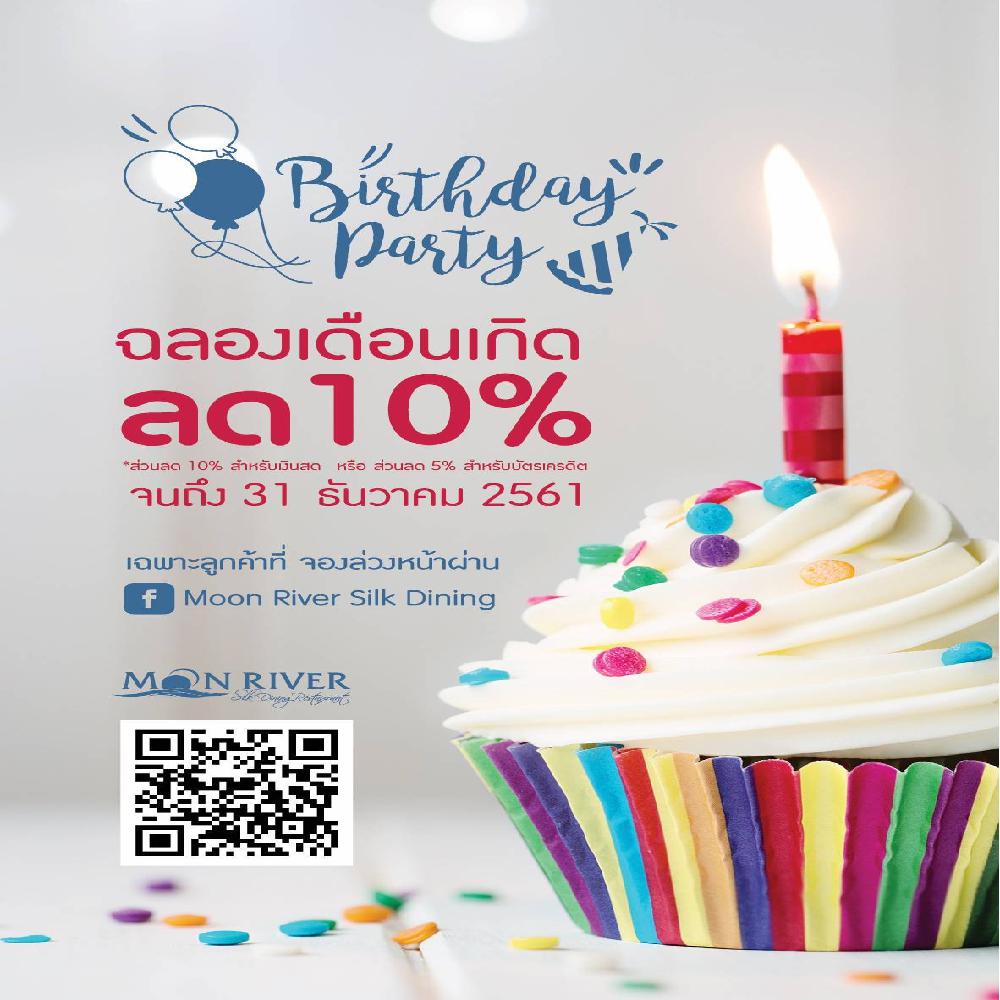 Birthday
Party
ฉลองเดือนเกิด
ลด10%
*ส่วนลด 10% สำหรับเงินสด หรือ ส่วนลด 5% สำหรับบัตรเครดิต
จนถึง 31 ธันวาคม 2561
เฉพาะลูกค้าที่ จองล่วงหน้าผ่าน
f Moon River Silk Dining
MOON RIVER
Silk Dining Restaurant